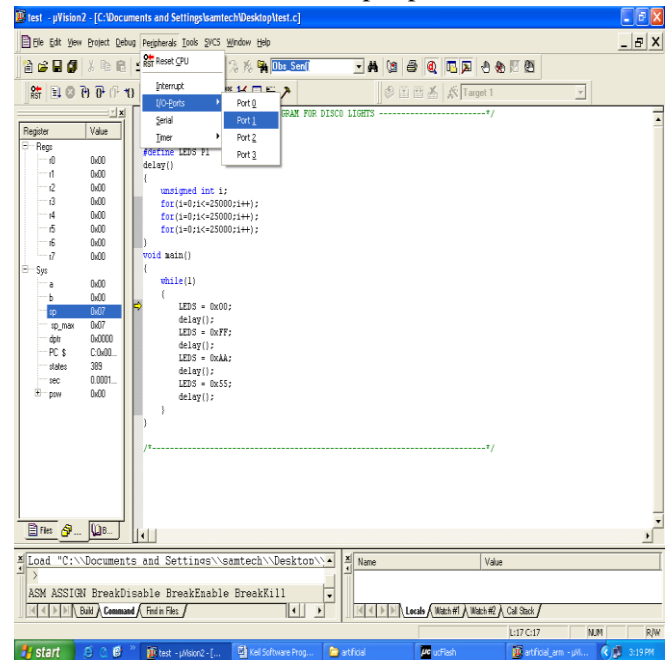 test - µVision2 - [C:\Documents and Settings\samtech\Desktop\test.c]
File Edit View Project Debug Peripherals Tools SVCS Window Help
Obs_Sen(
Target 1
RST Reset CPU
Interrupt
I/O-Ports
Serial
Timer
Port 0
Port 1
Port 2
Port 3
Register Value
Regs
r0 0x00
r1 0x00
r2 0x00
r3 0x00
r4 0x00
r5 0x00
r6 0x00
r7 0x00
Sys
a 0x00
b 0x00
sp 0x07
sp_max 0x07
dptr 0x0000
PC $ C:0x00...
states 389
sec 0.0001...
psw 0x00
GRAM FOR DISCO LIGHTS -------------------------*/
#define LEDS P1
delay()
{
unsigned int i;
for(i=0;i<=25000;i++);
for(i=0;i<=25000;i++);
for(i=0;i<=25000;i++);
}
void main()
{
while(1)
{
LEDS = 0x00;
delay();
LEDS = 0xFF;
delay();
LEDS = 0xAA;
delay();
LEDS = 0x55;
delay();
}
}
/*------------------------------------------------------------------------------*/
Files ... B...
Load "C:\\Documents and Settings\\samtech\\Desktop\\
>
ASM ASSIGN BreakDisable BreakEnable BreakKill
Build Command Find in Files
Name Value
Locals Watch #1 Watch #2 Call Stack
L:17 C:17 NUM R/W
start test - µVision2 - [... Keil Software Prog... artificial ucFlash artificial_arm - µVi... 3:19 PM